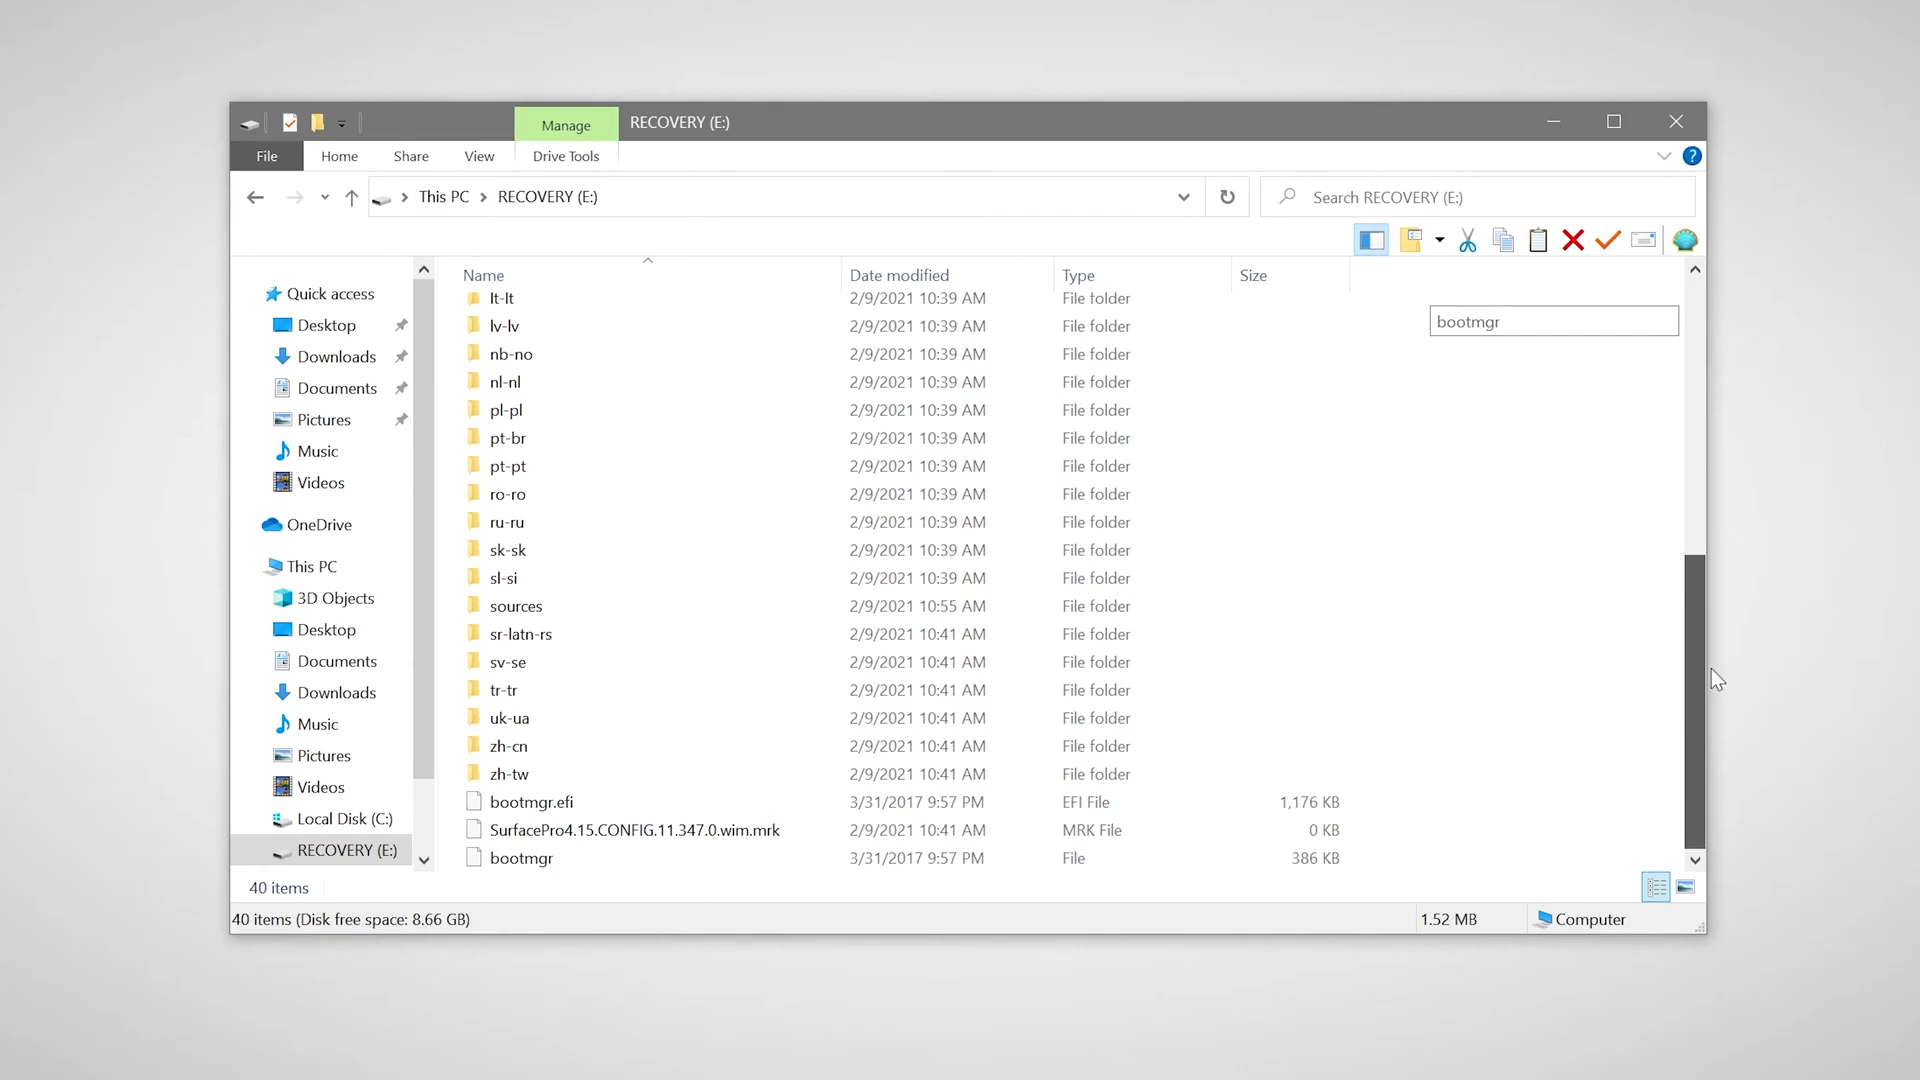 Manage
RECOVERY (E:)
File
Home
Share
View
Drive Tools
This PC
RECOVERY (E:)
Search RECOVERY (E:)
Quick access
Desktop
Downloads
Documents
Pictures
Music
Videos
OneDrive
This PC
3D Objects
Desktop
Documents
Downloads
Music
Pictures
Videos
Local Disk (C:)
RECOVERY (E:)
Name Date modified Type Size
lt-lt 2/9/2021 10:39 AM File folder
lv-lv 2/9/2021 10:39 AM File folder
nb-no 2/9/2021 10:39 AM File folder
nl-nl 2/9/2021 10:39 AM File folder
pl-pl 2/9/2021 10:39 AM File folder
pt-br 2/9/2021 10:39 AM File folder
pt-pt 2/9/2021 10:39 AM File folder
ro-ro 2/9/2021 10:39 AM File folder
ru-ru 2/9/2021 10:39 AM File folder
sk-sk 2/9/2021 10:39 AM File folder
sl-si 2/9/2021 10:39 AM File folder
sources 2/9/2021 10:55 AM File folder
sr-latn-rs 2/9/2021 10:41 AM File folder
sv-se 2/9/2021 10:41 AM File folder
tr-tr 2/9/2021 10:41 AM File folder
uk-ua 2/9/2021 10:41 AM File folder
zh-cn 2/9/2021 10:41 AM File folder
zh-tw 2/9/2021 10:41 AM File folder
bootmgr.efi 3/31/2017 9:57 PM EFI File 1,176 KB
SurfacePro4.15.CONFIG.11.347.0.wim.mrk 2/9/2021 10:41 AM MRK File 0 KB
bootmgr 3/31/2017 9:57 PM File 386 KB
bootmgr
40 items
40 items (Disk free space: 8.66 GB)
1.52 MB
Computer